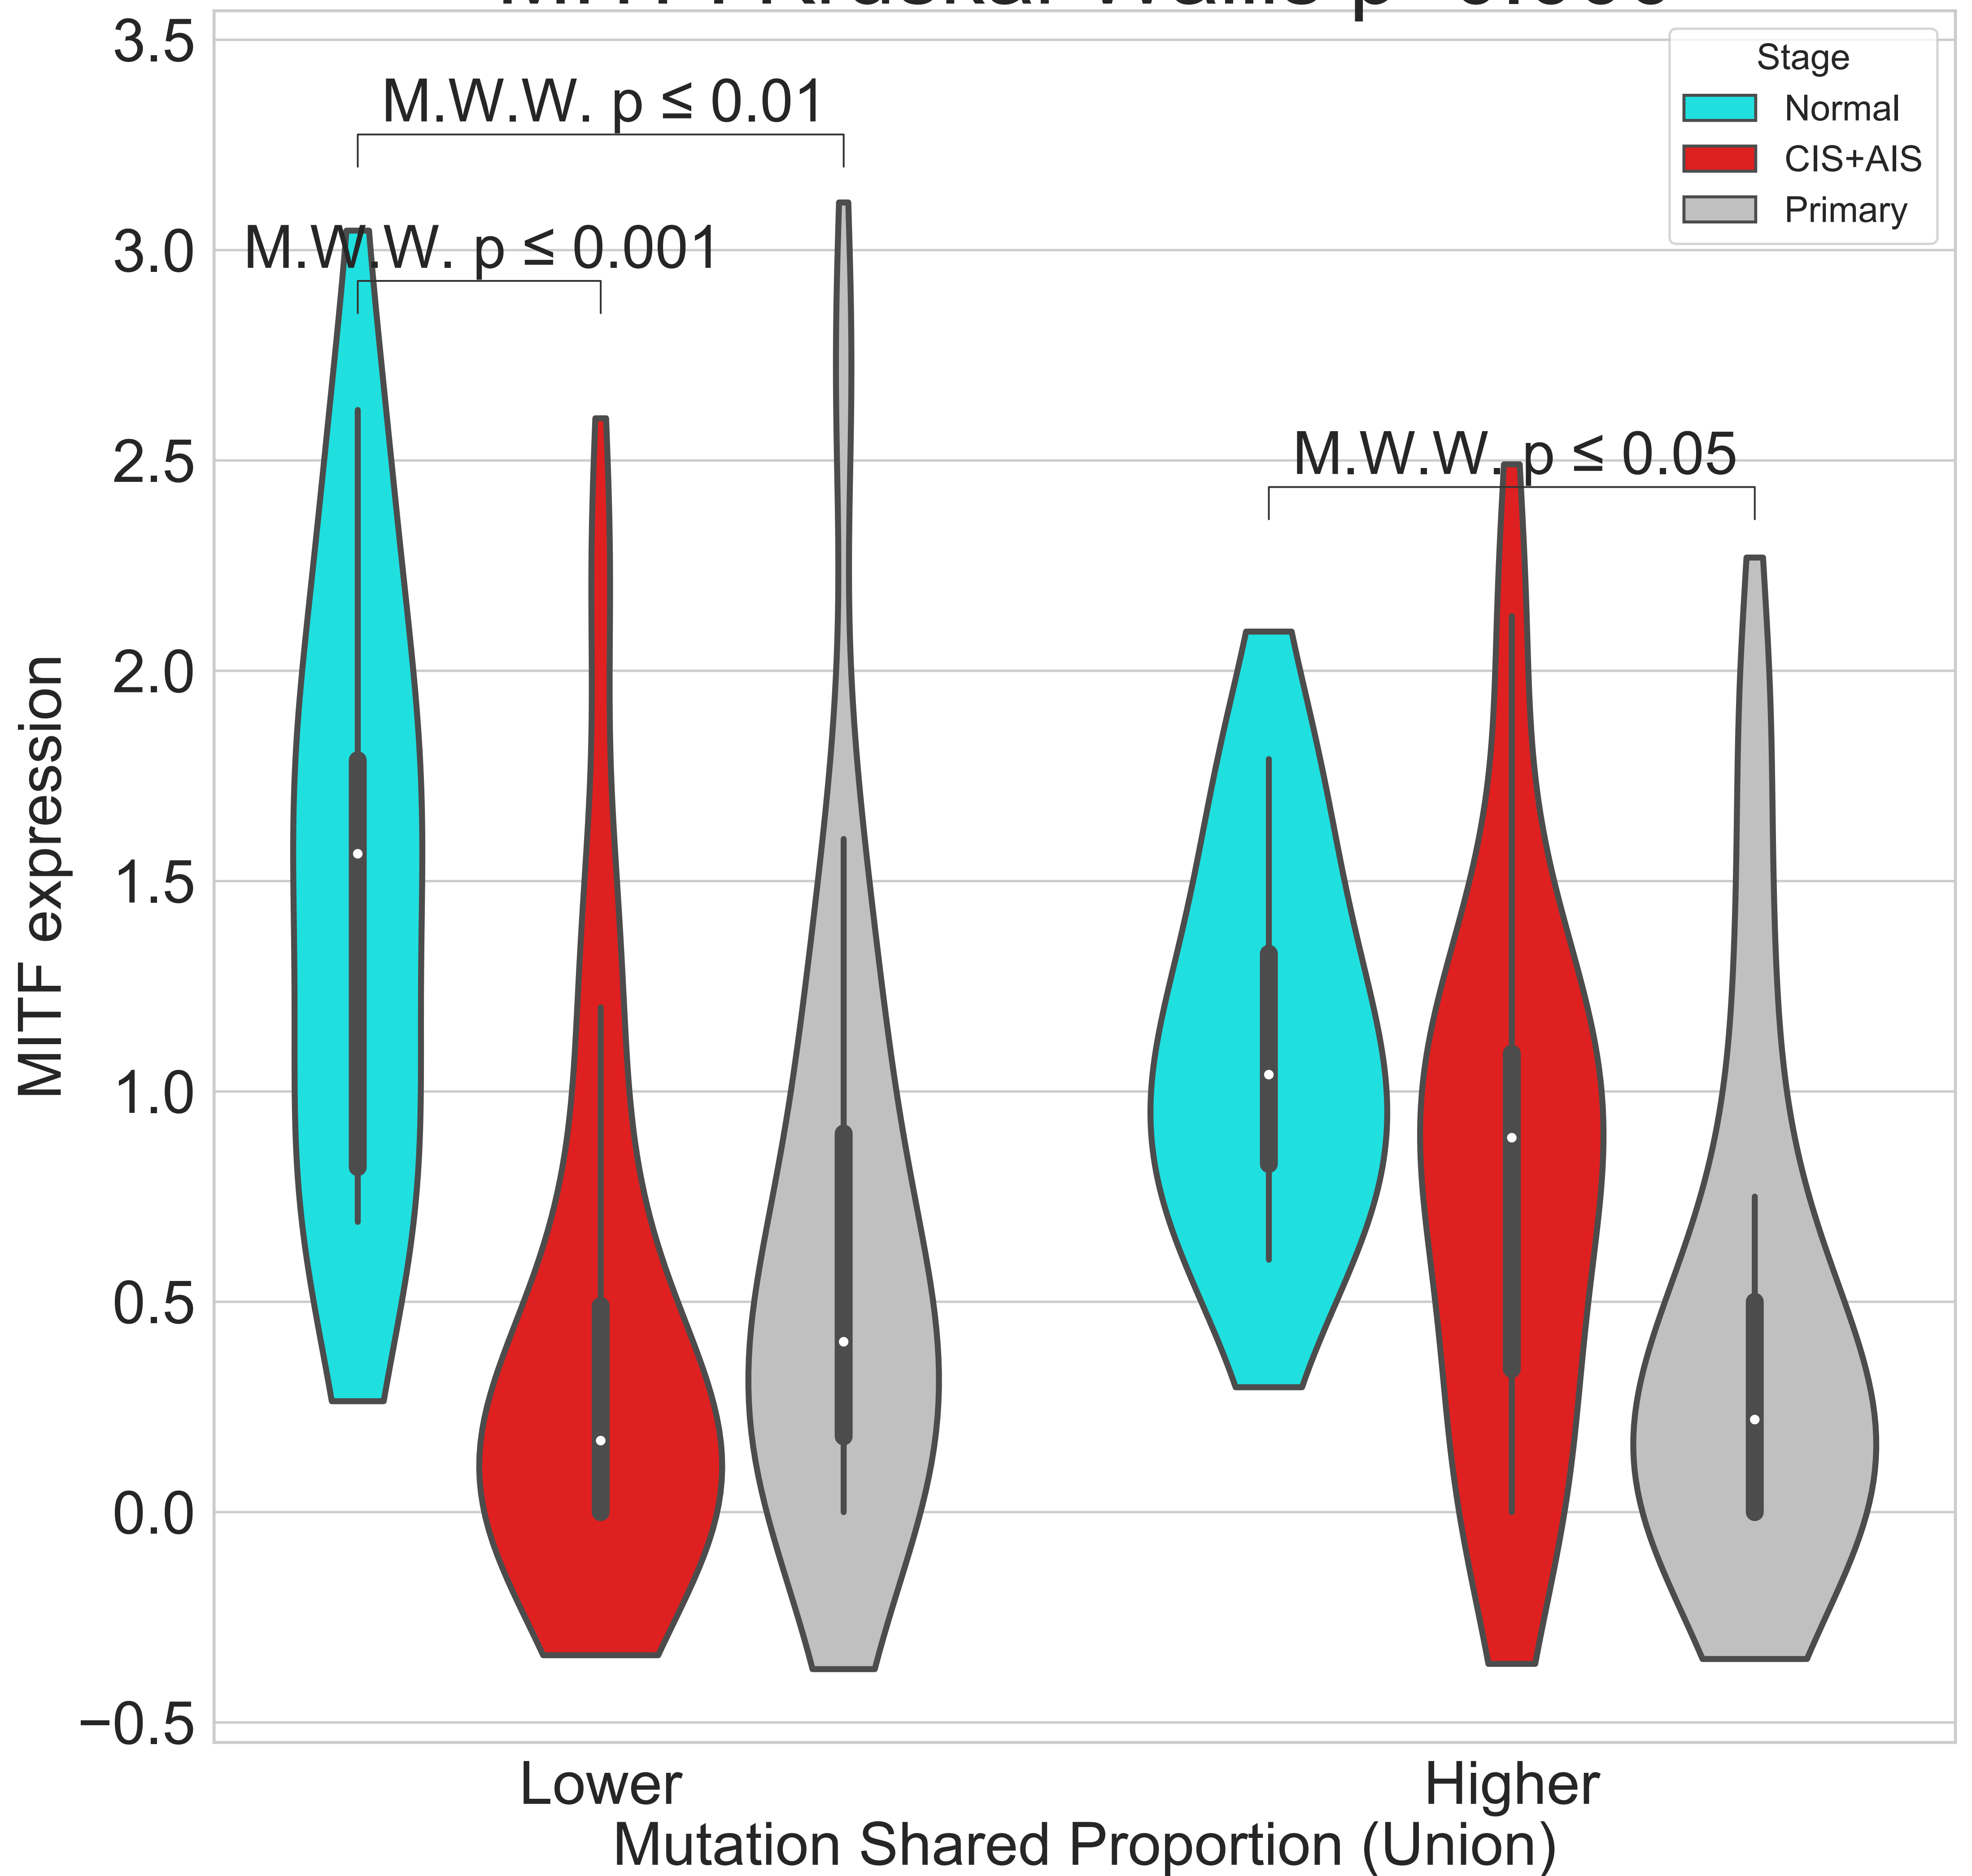 3.5
3.0
2.5
2.0
1.5
1.0
0.5
0.0
−0.5
MITF expression
M.W.W. p ≤ 0.01
M.W.W. p ≤ 0.001
M.W.W. p ≤ 0.05
Stage
Normal
CIS+AIS
Primary
Lower
Higher
Mutation Shared Proportion (Union)